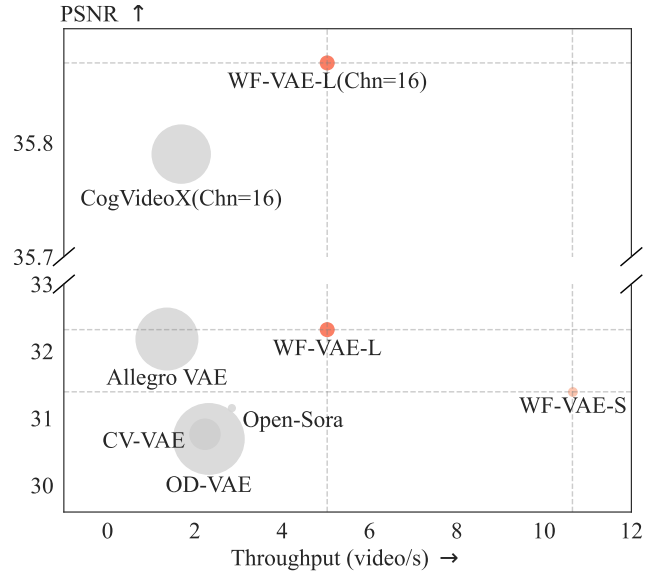 PSNR ↑
WF-VAE-L(Chn=16)
35.8
CogVideoX(Chn=16)
35.7
33
32
WF-VAE-L
Allegro VAE
WF-VAE-S
31
Open-Sora
CV-VAE
30
OD-VAE
0 2 4 6 8 10 12
Throughput (video/s) →